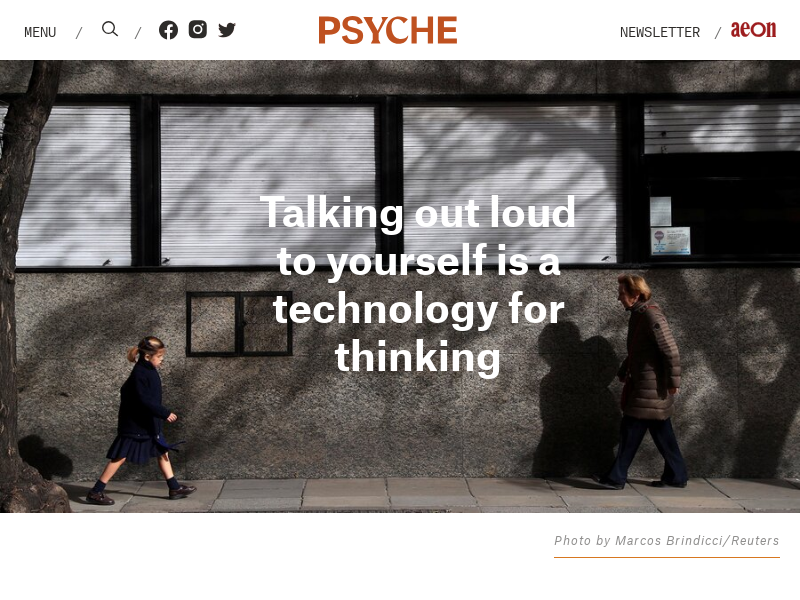 MENU / / NEWSLETTER / aeon
PSYCHE
Talking out loud
to yourself is a
technology for
thinking
Photo by Marcos Brindicci/Reuters